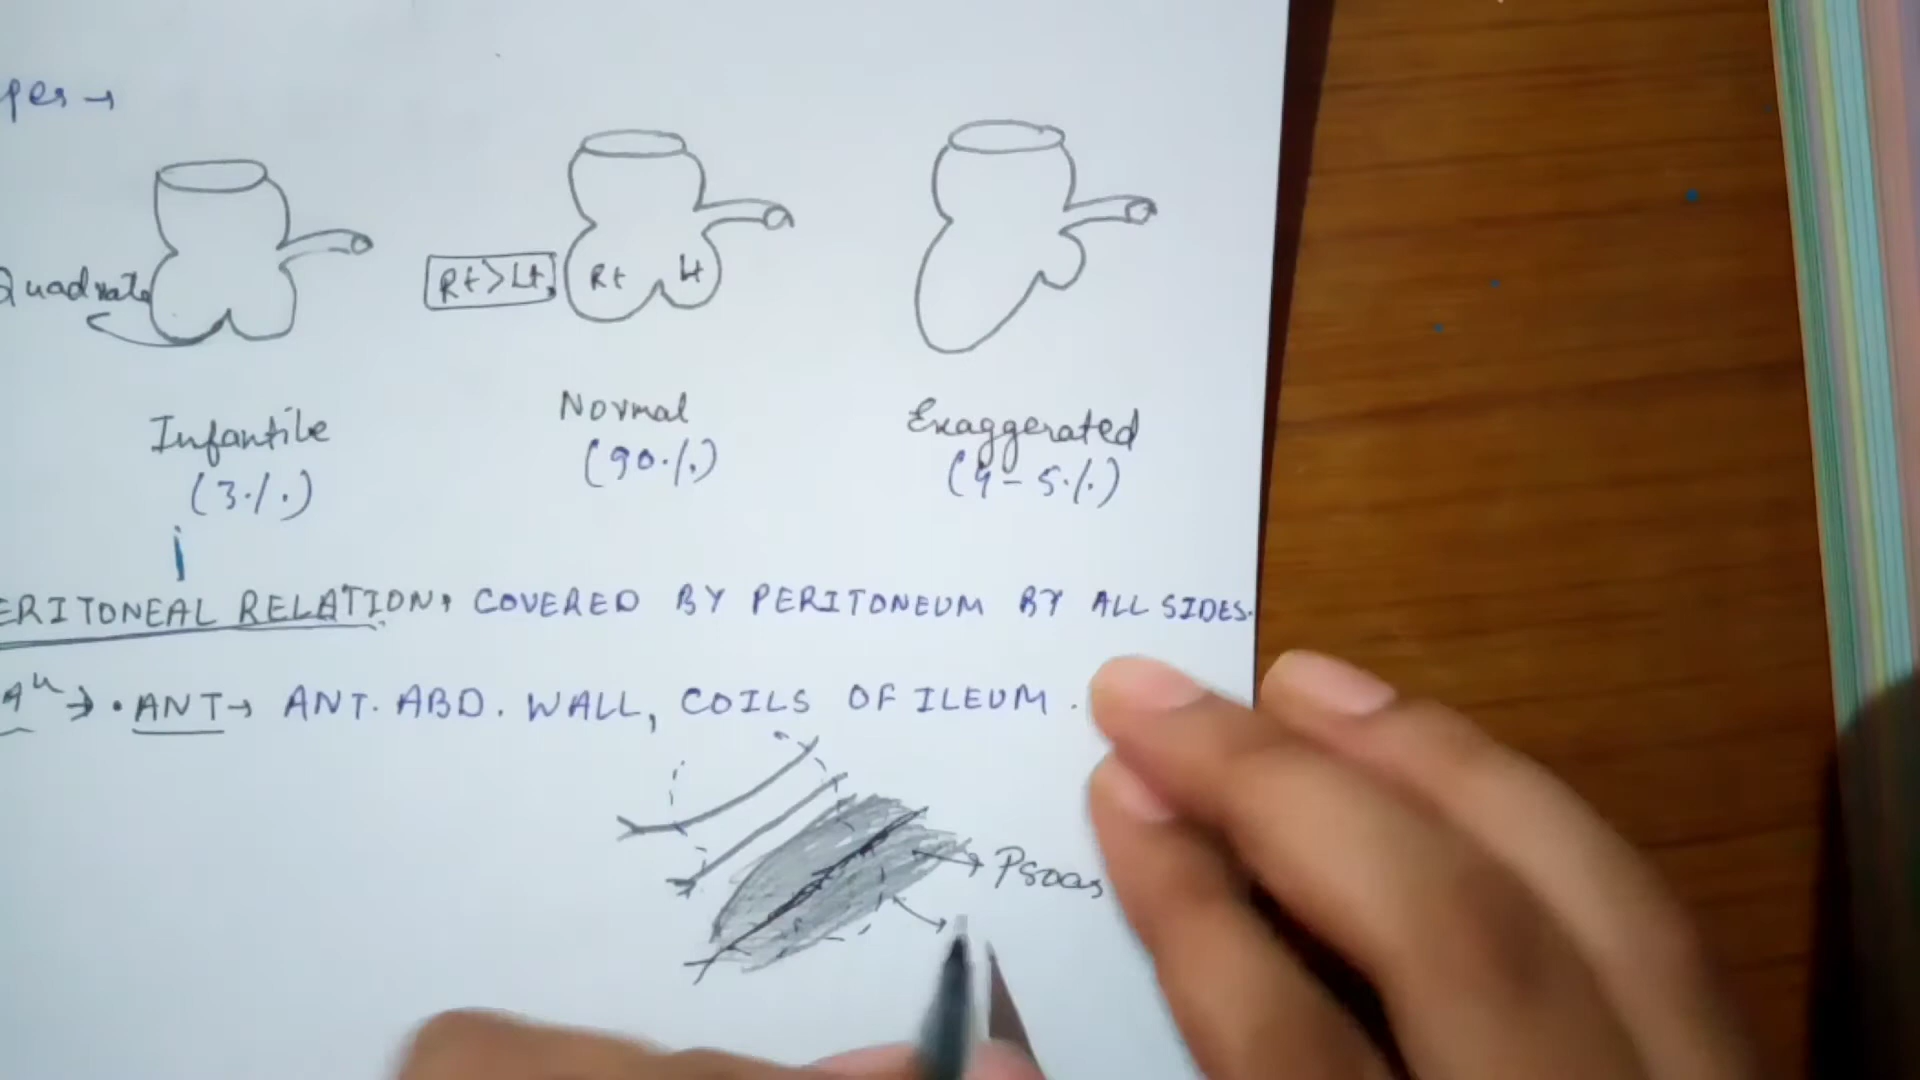 pes →
Quadrate
Rt>Lt.
Rt
Lt
Infantile
(3%)
Normal
(90%)
Exaggerated
(4-5%)
ERITONEAL RELATION. COVERED BY PERITONEUM BY ALL SIDES.
→ . ANT → ANT. ABD. WALL, COILS OF ILEUM.
→ Psoas